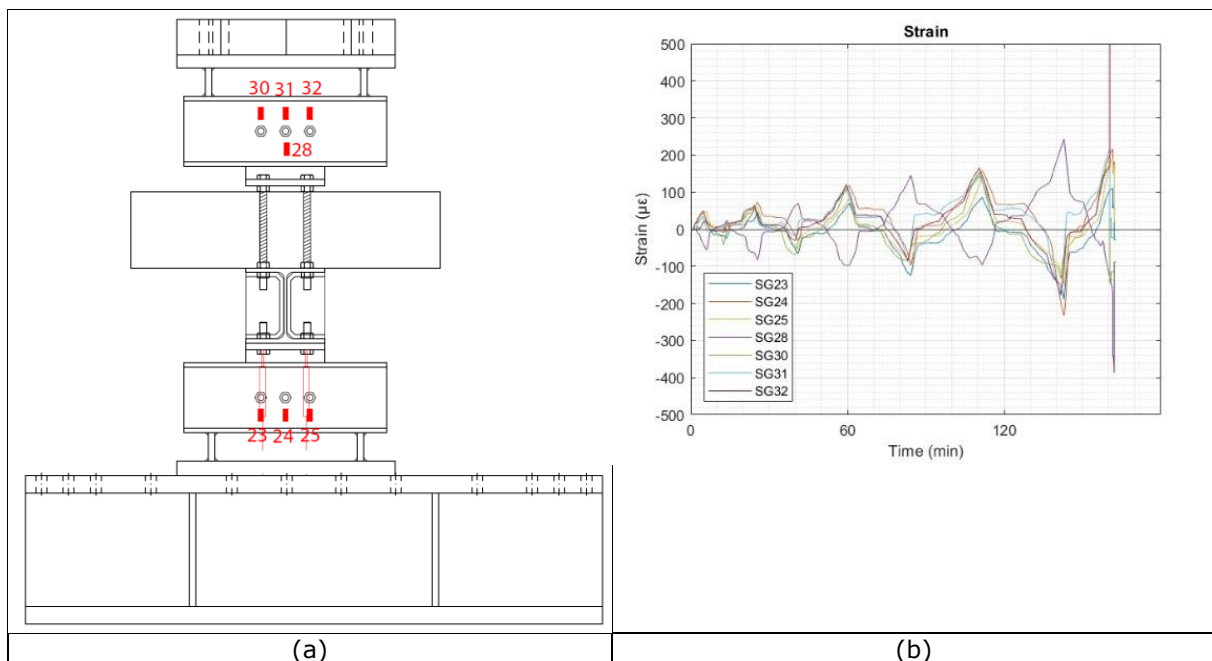 30 31 32
28
23 24 25
(a)
Strain
Strain (µε)
500
400
300
200
100
0
-100
-200
-300
-400
-500
SG23
SG24
SG25
SG28
SG30
SG31
SG32
0 60 120
Time (min)
(b)